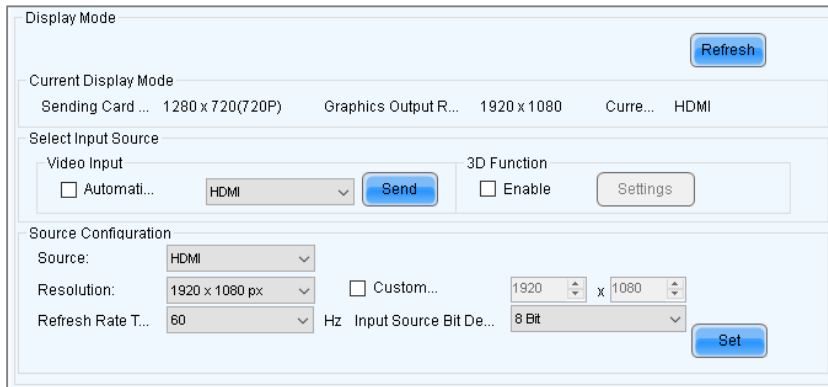 Display Mode
Refresh
Current Display Mode
Sending Card ... 1280 x 720(720P) Graphics Output R... 1920 x 1080 Curre... HDMI
Select Input Source
Video Input 3D Function
Automati... HDMI Send Enable Settings
Source Configuration
Source: HDMI
Resolution: 1920 x 1080 px Custom... 1920 x 1080
Refresh Rate T... 60 Hz Input Source Bit De... 8 Bit
Set